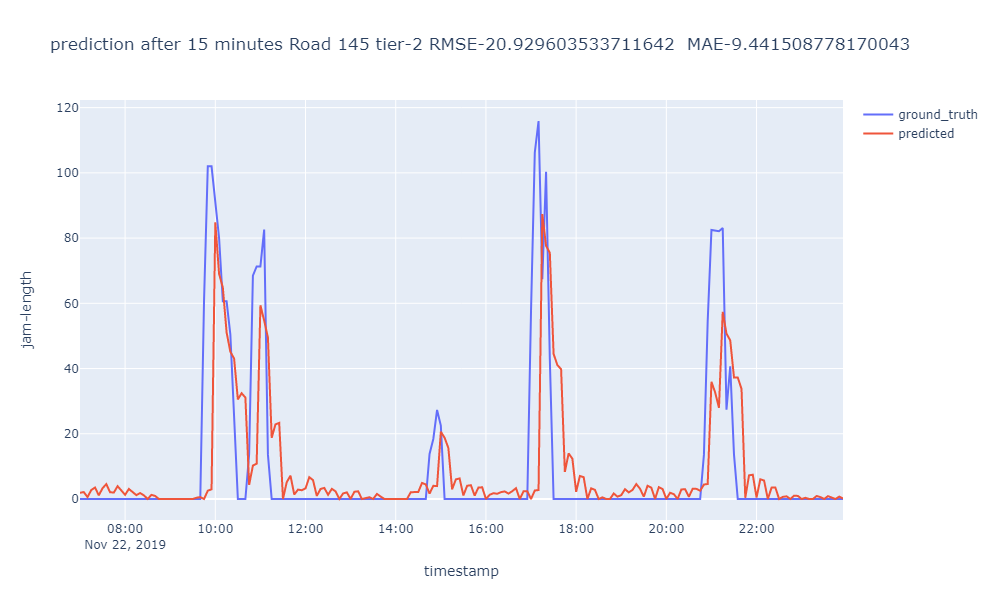 prediction after 15 minutes Road 145 tier-2 RMSE-20.929603533711642  MAE-9.441508778170043
120
100
80
60
40
20
0
jam-length
08:00 10:00 12:00 14:00 16:00 18:00 20:00 22:00
Nov 22, 2019
timestamp
ground_truth
predicted